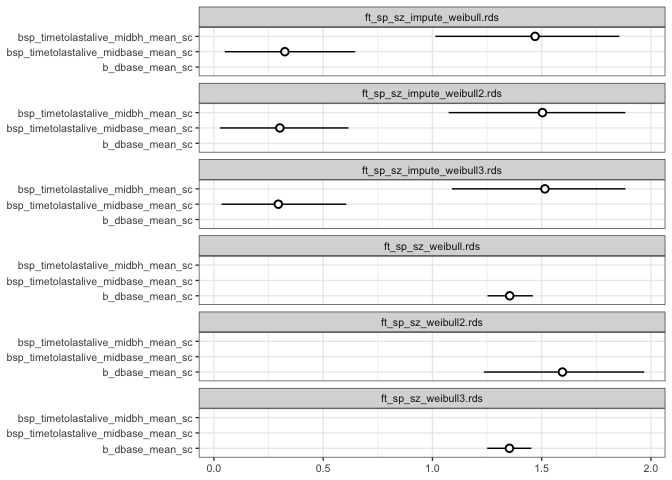 ft_sp_sz_impute_weibull.rds
bsp_timetolastalive_midbh_mean_sc
bsp_timetolastalive_midbase_mean_sc
b_dbase_mean_sc
ft_sp_sz_impute_weibull2.rds
bsp_timetolastalive_midbh_mean_sc
bsp_timetolastalive_midbase_mean_sc
b_dbase_mean_sc
ft_sp_sz_impute_weibull3.rds
bsp_timetolastalive_midbh_mean_sc
bsp_timetolastalive_midbase_mean_sc
b_dbase_mean_sc
ft_sp_sz_weibull.rds
bsp_timetolastalive_midbh_mean_sc
bsp_timetolastalive_midbase_mean_sc
b_dbase_mean_sc
ft_sp_sz_weibull2.rds
bsp_timetolastalive_midbh_mean_sc
bsp_timetolastalive_midbase_mean_sc
b_dbase_mean_sc
ft_sp_sz_weibull3.rds
bsp_timetolastalive_midbh_mean_sc
bsp_timetolastalive_midbase_mean_sc
b_dbase_mean_sc
0.0 0.5 1.0 1.5 2.0